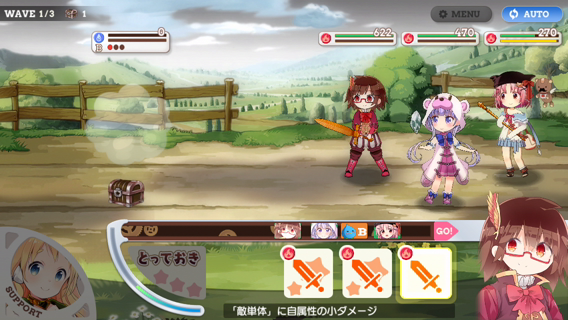 WAVE 1/3 1
MENU
AUTO
0
B
622
470
270
B
GO!
とっておき
SUPPORT
「敵単体」に自属性の小ダメージ